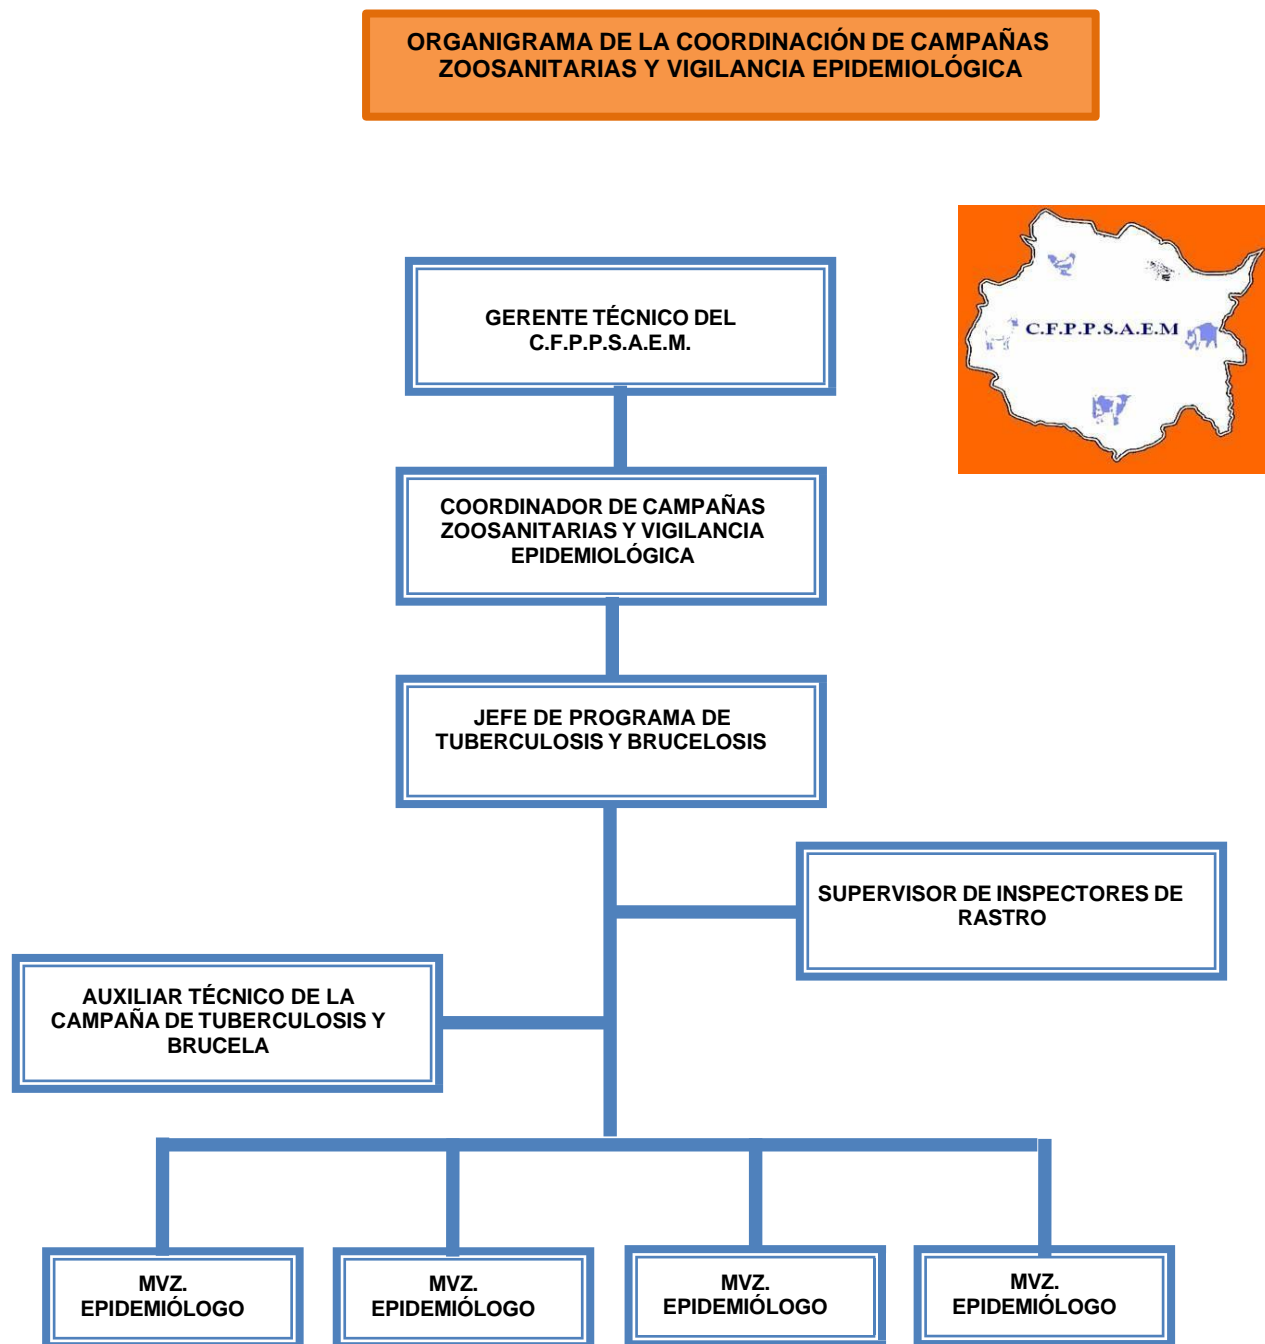 ORGANIGRAMA DE LA COORDINACIÓN DE CAMPAÑAS
ZOOSANITARIAS Y VIGILANCIA EPIDEMIOLÓGICA
C.F.P.P.S.A.E.M
GERENTE TÉCNICO DEL
C.F.P.P.S.A.E.M.
COORDINADOR DE CAMPAÑAS
ZOOSANITARIAS Y VIGILANCIA
EPIDEMIOLÓGICA
JEFE DE PROGRAMA DE
TUBERCULOSIS Y BRUCELOSIS
SUPERVISOR DE INSPECTORES DE
RASTRO
AUXILIAR TÉCNICO DE LA
CAMPAÑA DE TUBERCULOSIS Y
BRUCELA
MVZ.
EPIDEMIÓLOGO
MVZ.
EPIDEMIÓLOGO
MVZ.
EPIDEMIÓLOGO
MVZ.
EPIDEMIÓLOGO